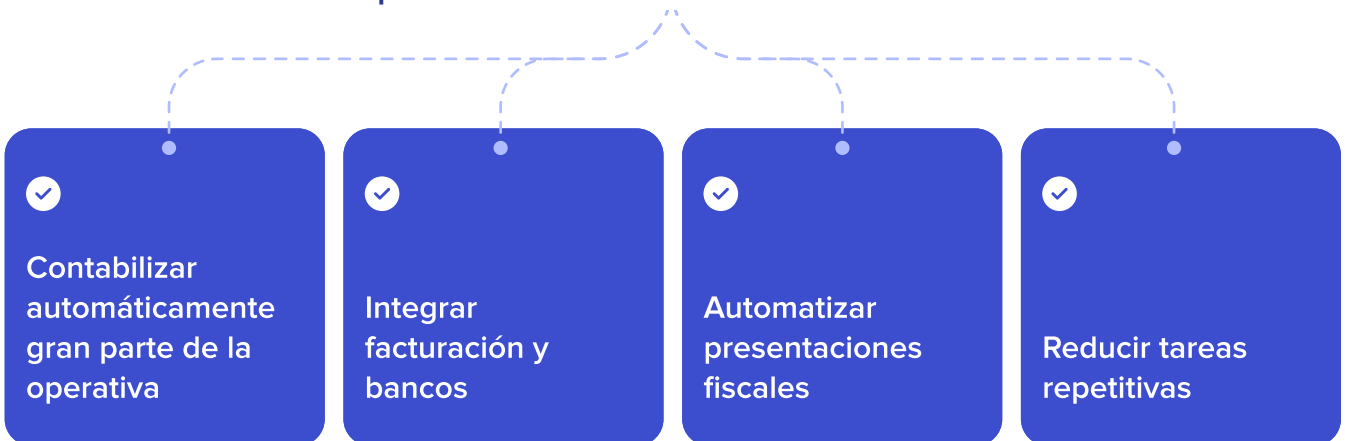 Contabilizar
automáticamente
gran parte de la
operativa
Integrar
facturación y
bancos
Automatizar
presentaciones
fiscales
Reducir tareas
repetitivas